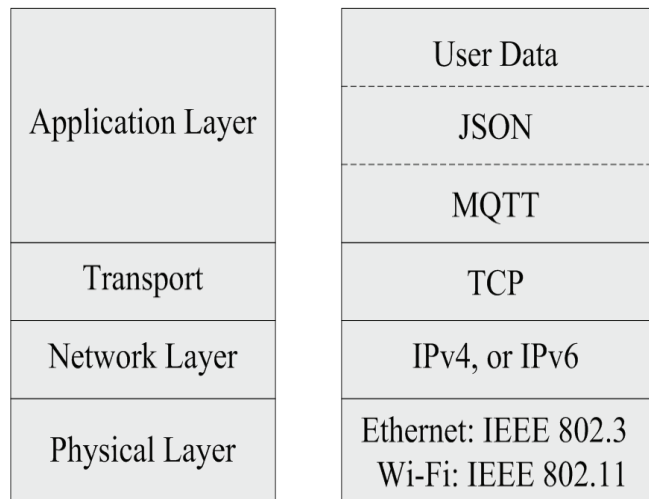 Application Layer
Transport
Network Layer
Physical Layer
User Data
JSON
MQTT
TCP
IPv4, or IPv6
Ethernet: IEEE 802.3
Wi-Fi: IEEE 802.11